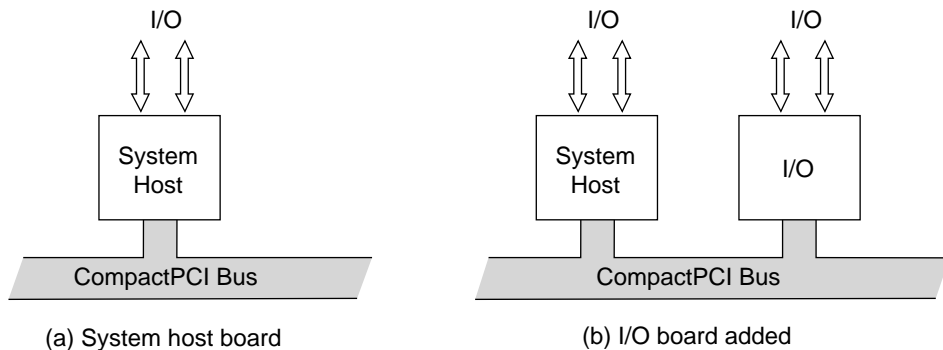 I/O
System
Host
CompactPCI Bus
(a) System host board
I/O
I/O
System
Host
I/O
CompactPCI Bus
(b) I/O board added